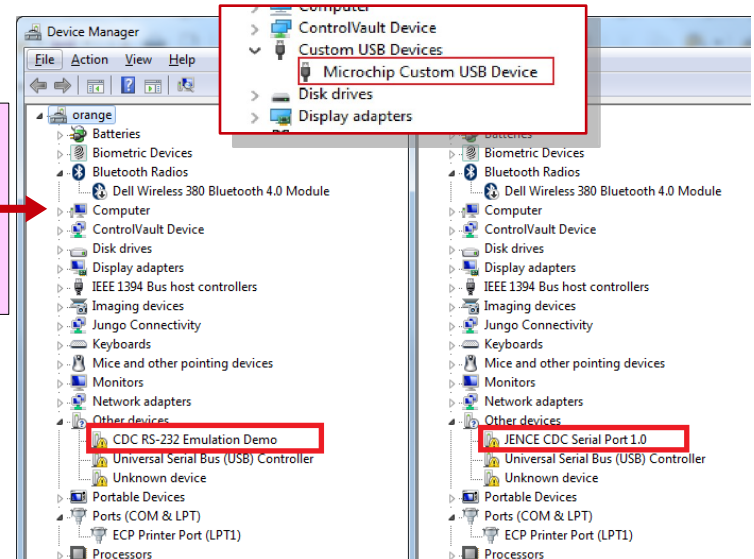 Computer
ControlVault Device
Custom USB Devices
Microchip Custom USB Device
Disk drives
Display adapters
Device Manager
File Action View Help
orange
Batteries
Biometric Devices
Bluetooth Radios
Dell Wireless 380 Bluetooth 4.0 Module
Computer
ControlVault Device
Disk drives
Display adapters
IEEE 1394 Bus host controllers
Imaging devices
Jungo Connectivity
Keyboards
Mice and other pointing devices
Monitors
Network adapters
Other devices
CDC RS-232 Emulation Demo
Universal Serial Bus (USB) Controller
Unknown device
Portable Devices
Ports (COM & LPT)
ECP Printer Port (LPT1)
Processors
Batteries
Biometric Devices
Bluetooth Radios
Dell Wireless 380 Bluetooth 4.0 Module
Computer
ControlVault Device
Disk drives
Display adapters
IEEE 1394 Bus host controllers
Imaging devices
Jungo Connectivity
Keyboards
Mice and other pointing devices
Monitors
Network adapters
Other devices
JENCE CDC Serial Port 1.0
Universal Serial Bus (USB) Controller
Unknown device
Portable Devices
Ports (COM & LPT)
ECP Printer Port (LPT1)
Processors